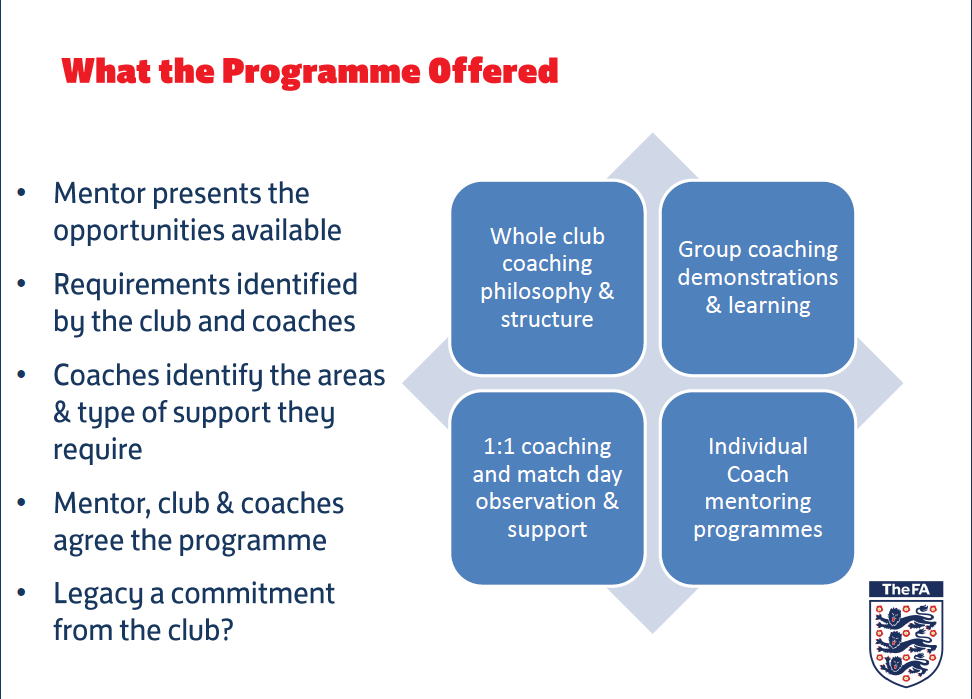 What the Programme Offered
• Mentor presents the
opportunities available
• Requirements identified
by the club and coaches
• Coaches identify the areas
& type of support they
require
• Mentor, club & coaches
agree the programme
• Legacy a commitment
from the club?
Whole club
coaching
philosophy &
structure
Group coaching
demonstrations
& learning
1:1 coaching
and match day
observation &
support
Individual
Coach
mentoring
programmes
TheFA